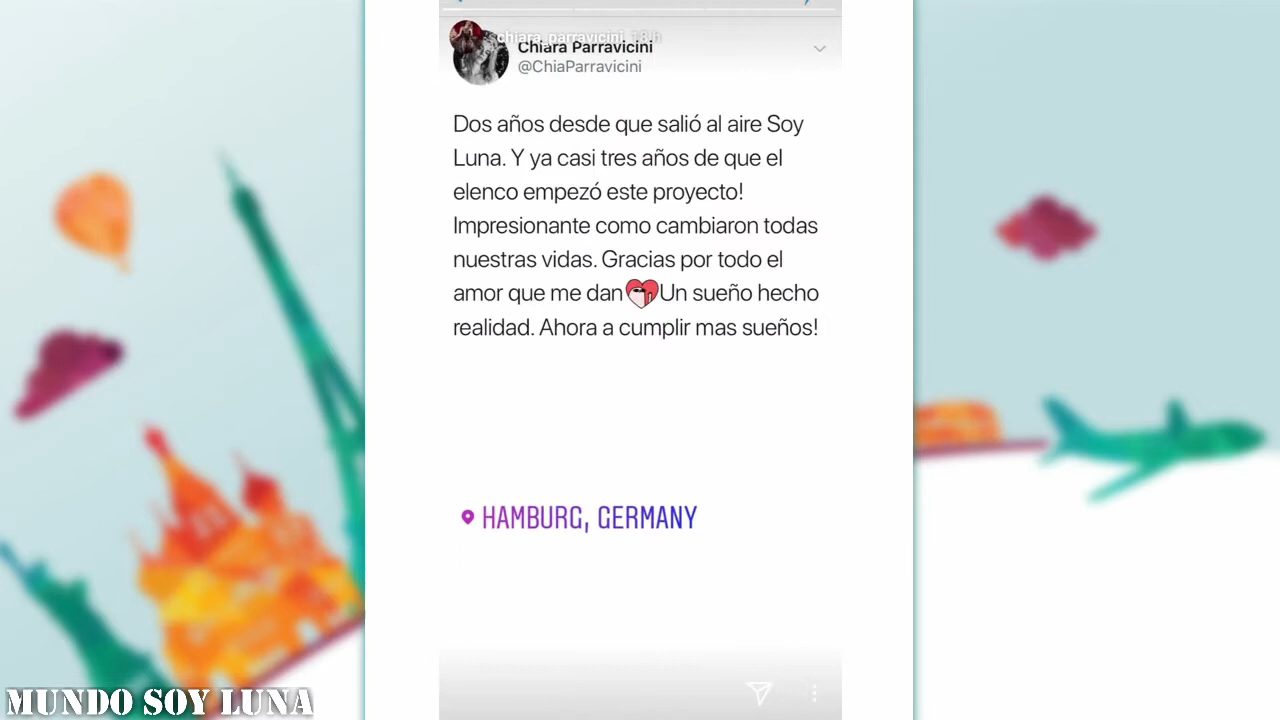 chiara_parravicini 18 h
Chiara Parravicini
@ChiaParravicini
Dos años desde que salió al aire Soy
Luna. Y ya casi tres años de que el
elenco empezó este proyecto!
Impresionante como cambiaron todas
nuestras vidas. Gracias por todo el
amor que me dan Un sueño hecho
realidad. Ahora a cumplir mas sueños!
HAMBURG, GERMANY
MUNDO SOY LUNA